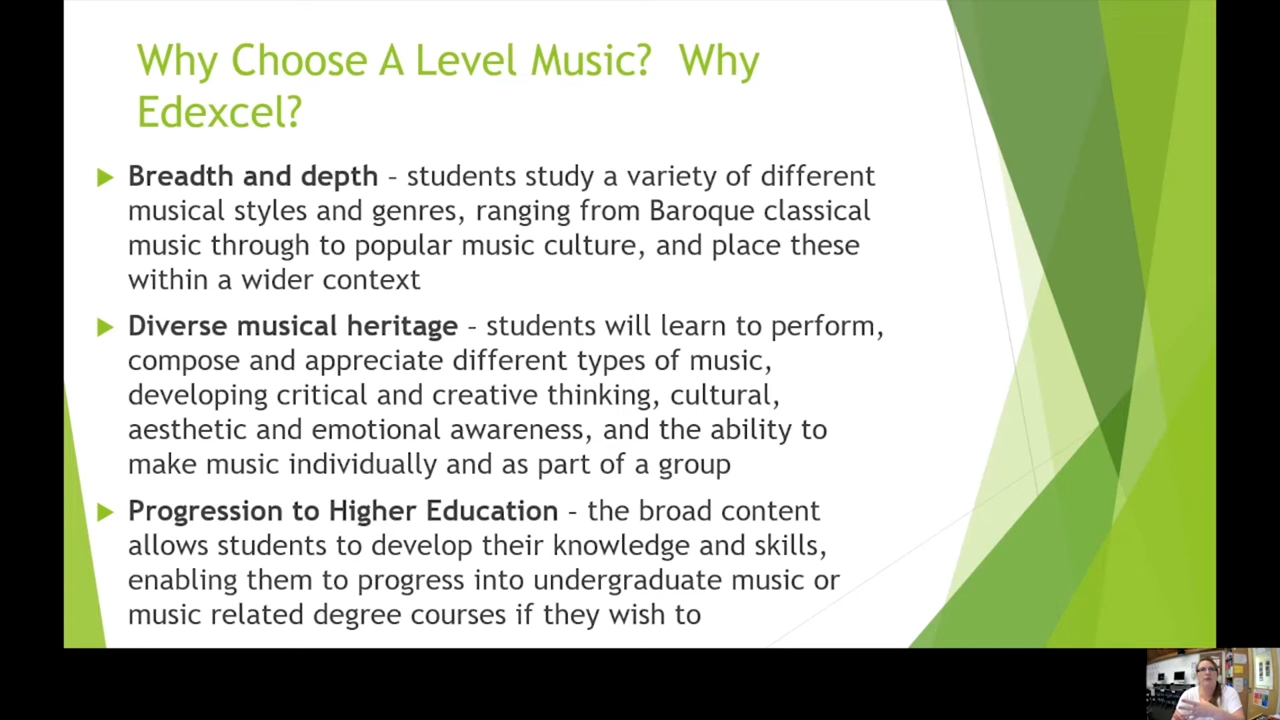 Why Choose A Level Music? Why
Edexcel?
Breadth and depth – students study a variety of different
musical styles and genres, ranging from Baroque classical
music through to popular music culture, and place these
within a wider context
Diverse musical heritage – students will learn to perform,
compose and appreciate different types of music,
developing critical and creative thinking, cultural,
aesthetic and emotional awareness, and the ability to
make music individually and as part of a group
Progression to Higher Education – the broad content
allows students to develop their knowledge and skills,
enabling them to progress into undergraduate music or
music related degree courses if they wish to